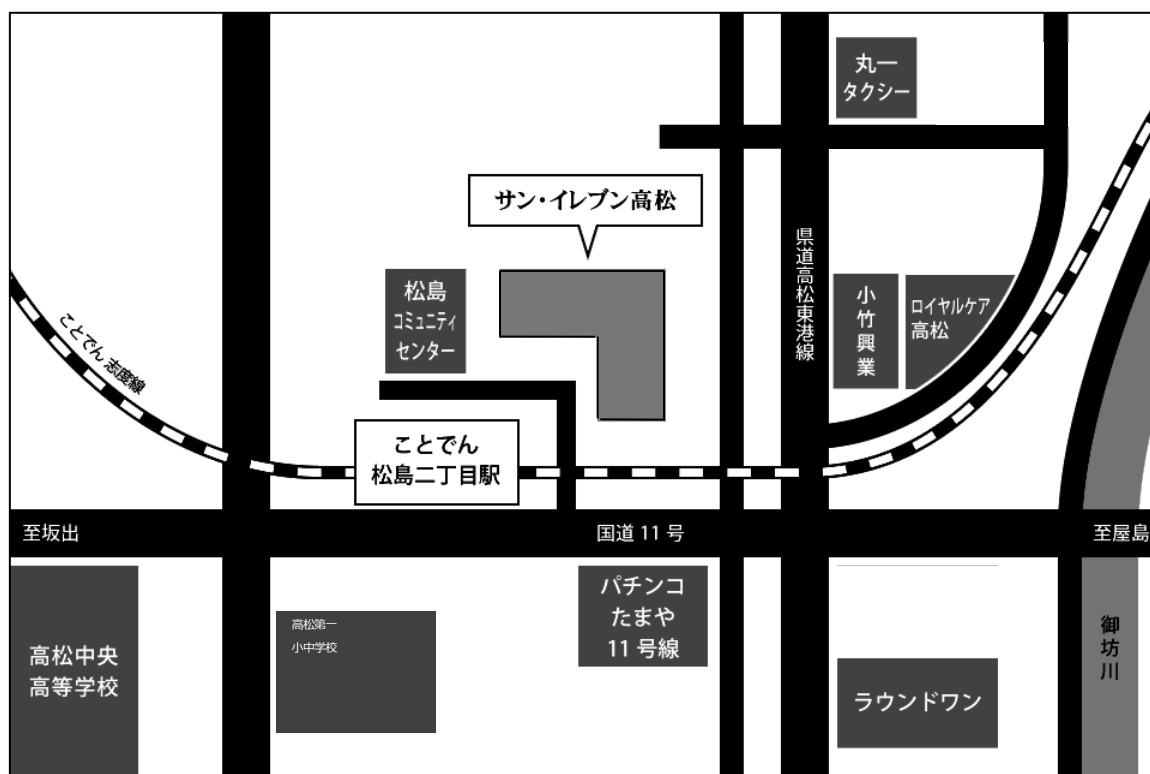 丸一
タクシー
サン・イレブン高松
県道高松東港線
松島
コミュニティ
センター
小竹興業
ロイヤルケア
高松
ことでん 志度線
ことでん
松島二丁目駅
至坂出
国道 11 号
至屋島
パチンコ
たまや
11 号線
高松第一
小中学校
御坊川
高松中央
高等学校
ラウンドワン